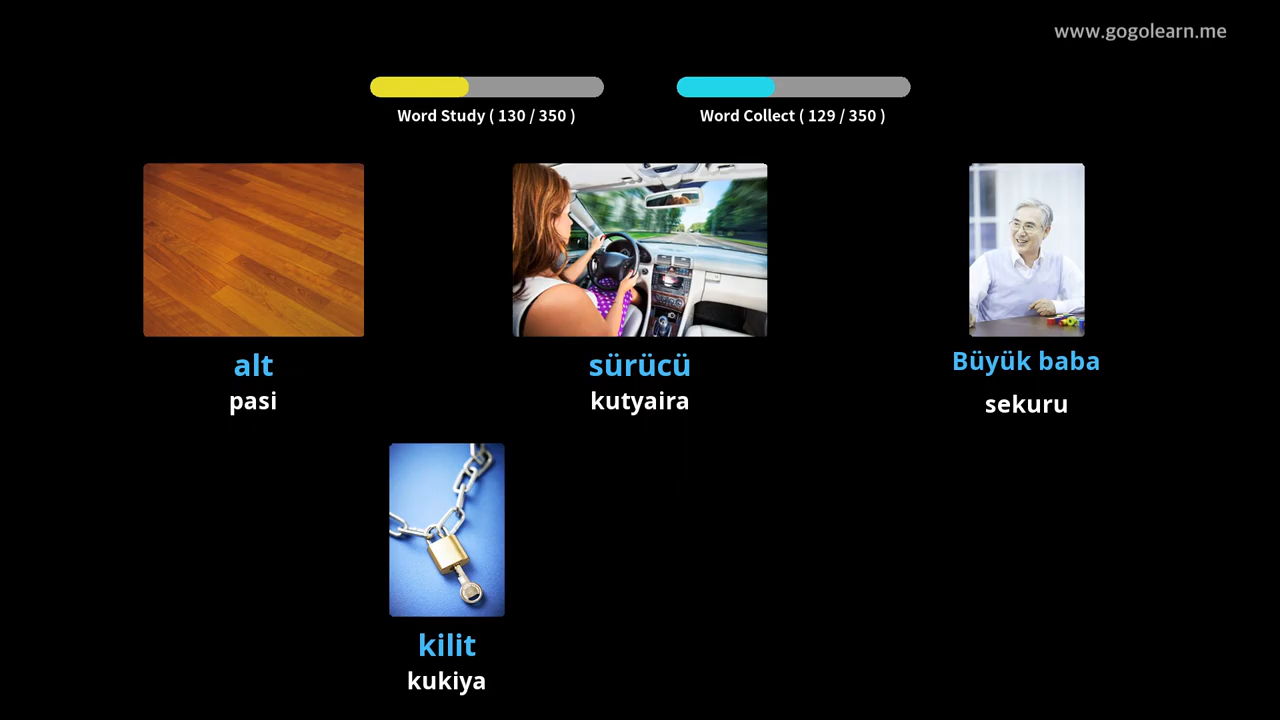 www.gogolearn.me
Word Study ( 130 / 350 )
Word Collect ( 129 / 350 )
alt
pasi
sürücü
kutyaira
Büyük baba
sekuru
kilit
kukiya